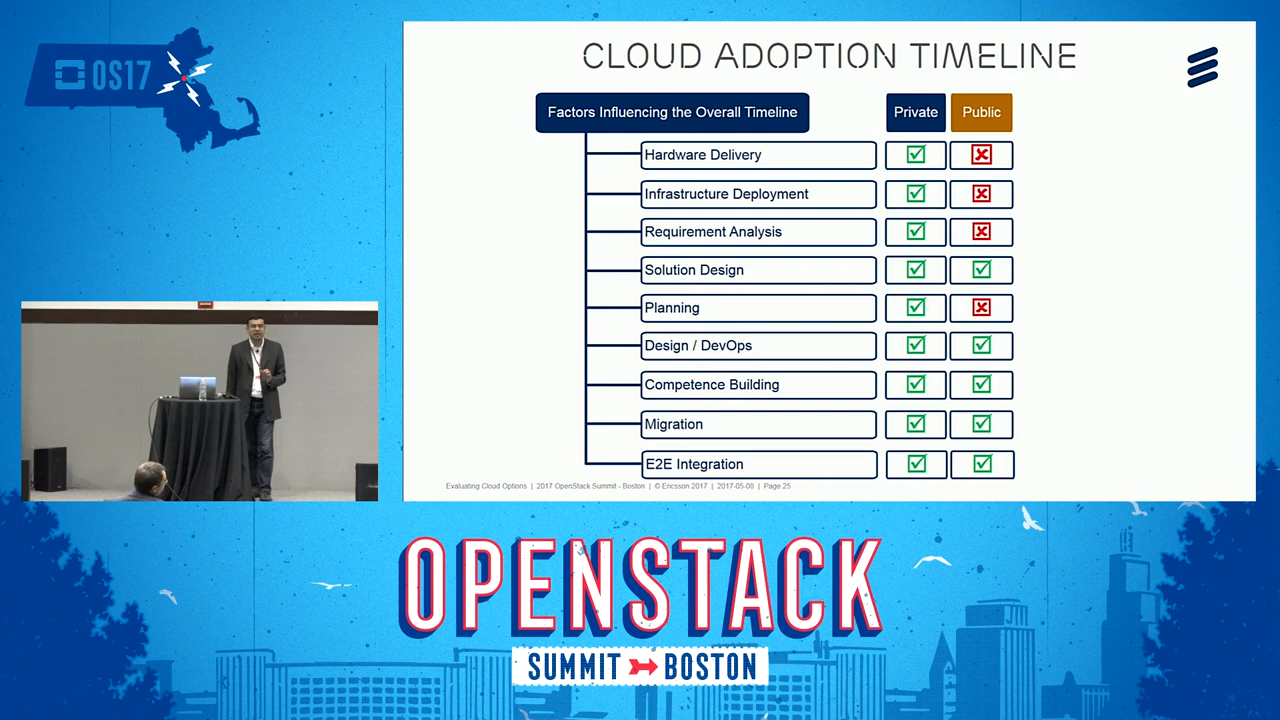 OS17
CLOUD ADOPTION TIMELINE
Factors Influencing the Overall Timeline
Private
Public
Hardware Delivery
Infrastructure Deployment
Requirement Analysis
Solution Design
Planning
Design / DevOps
Competence Building
Migration
E2E Integration
Evaluating Cloud Options | 2017 OpenStack Summit - Boston | © Ericsson 2017 | 2017-05-08 | Page 25
OPENSTACK
SUMMIT BOSTON